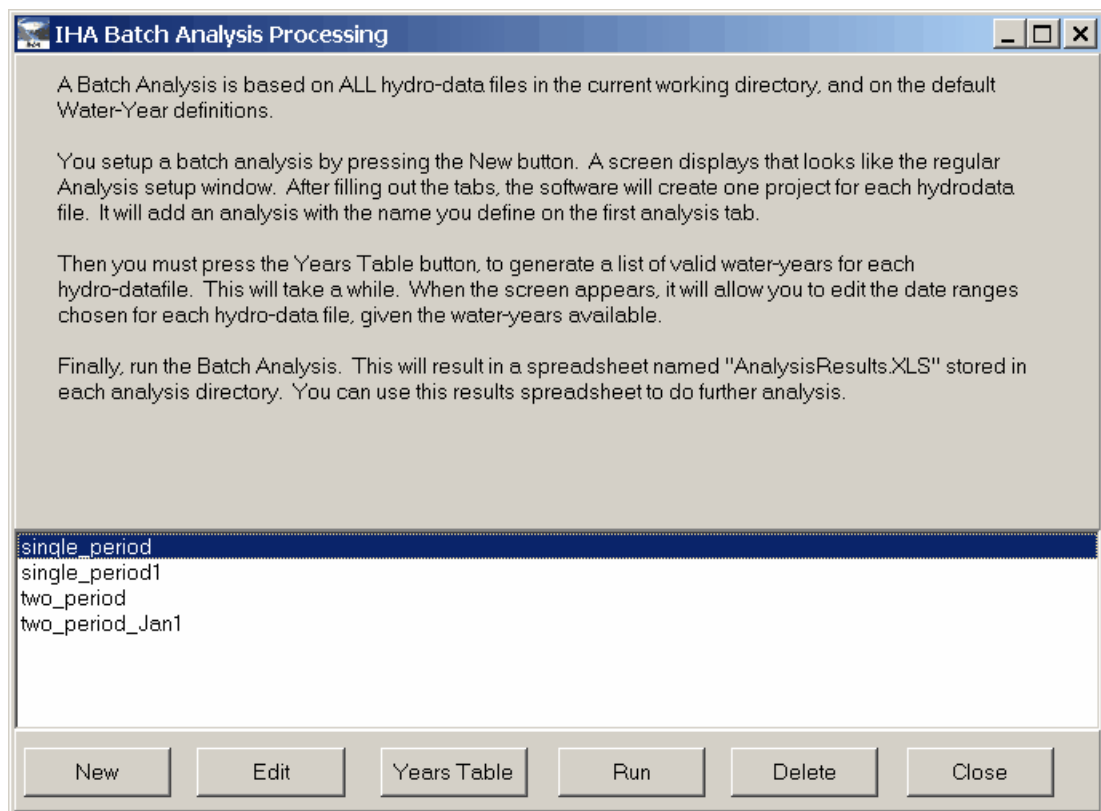 IHA Batch Analysis Processing
A Batch Analysis is based on ALL hydro-data files in the current working directory, and on the default
Water-Year definitions.
You setup a batch analysis by pressing the New button. A screen displays that looks like the regular
Analysis setup window. After filling out the tabs, the software will create one project for each hydrodata
file. It will add an analysis with the name you define on the first analysis tab.
Then you must press the Years Table button, to generate a list of valid water-years for each
hydro-datafile. This will take a while. When the screen appears, it will allow you to edit the date ranges
chosen for each hydro-data file, given the water-years available.
Finally, run the Batch Analysis. This will result in a spreadsheet named "AnalysisResults.XLS" stored in
each analysis directory. You can use this results spreadsheet to do further analysis.
single_period
single_period1
two_period
two_period_Jan1
New Edit Years Table Run Delete Close